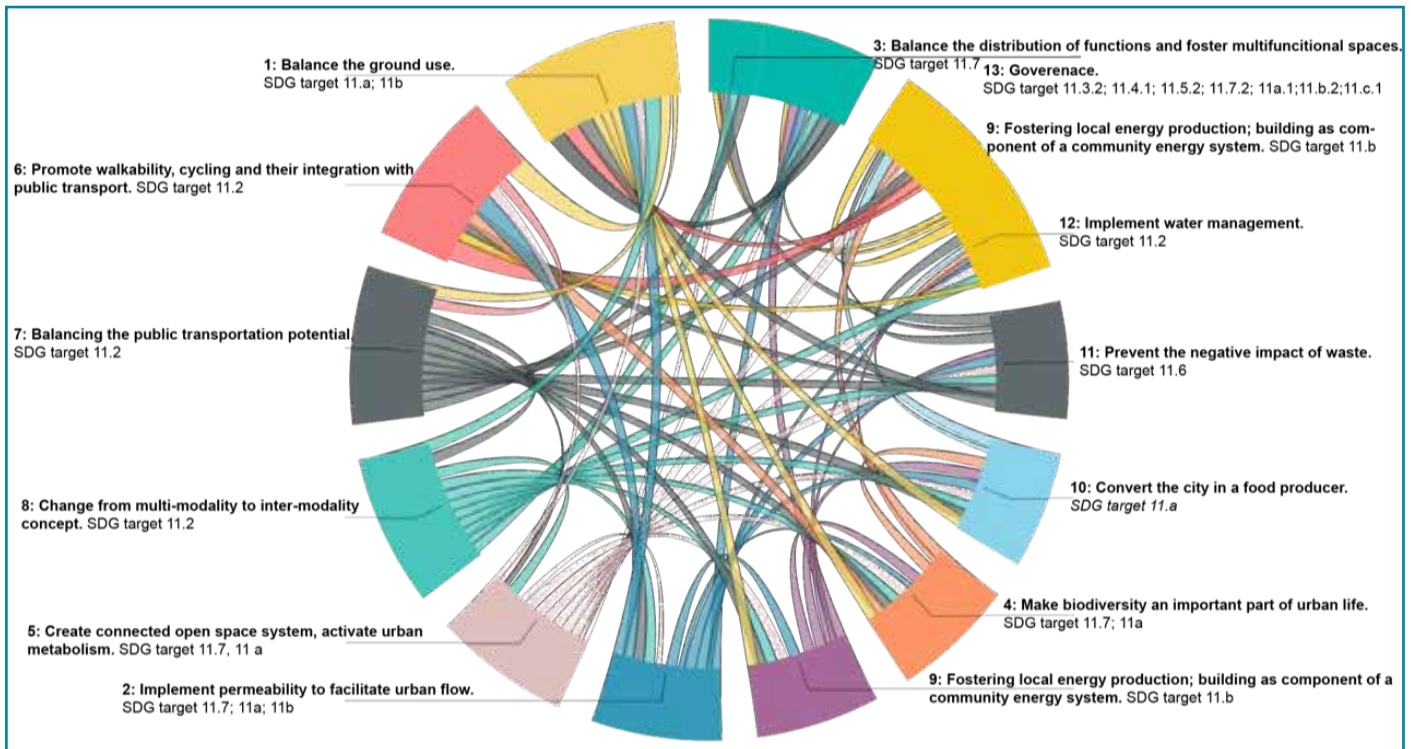 1: Balance the ground use.
SDG target 11.a; 11b
3: Balance the distribution of functions and foster multifuncitional spaces.
SDG target 11.7
13: Goverenace.
SDG target 11.3.2; 11.4.1; 11.5.2; 11.7.2; 11a.1;11.b.2;11.c.1
9: Fostering local energy production; building as com-
ponent of a community energy system. SDG target 11.b
6: Promote walkability, cycling and their integration with
public transport. SDG target 11.2
12: Implement water management.
SDG target 11.2
7: Balancing the public transportation potential.
SDG target 11.2
11: Prevent the negative impact of waste.
SDG target 11.6
8: Change from multi-modality to inter-modality
concept. SDG target 11.2
10: Convert the city in a food producer.
SDG target 11.a
5: Create connected open space system, activate urban
metabolism. SDG target 11.7, 11 a
4: Make biodiversity an important part of urban life.
SDG target 11.7; 11a
2: Implement permeability to facilitate urban flow.
SDG target 11.7; 11a; 11b
9: Fostering local energy production; building as component of a
community energy system. SDG target 11.b